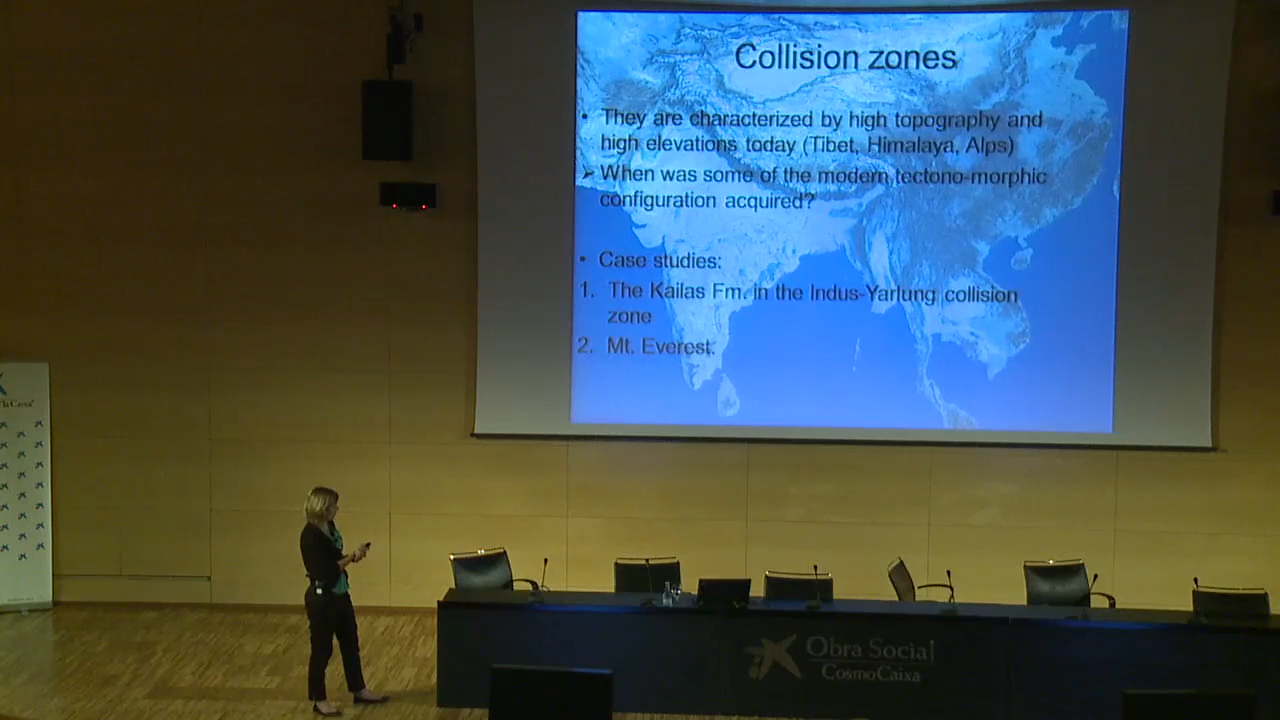 Collision zones
• They are characterized by high topography and
high elevations today (Tibet, Himalaya, Alps)
➤ When was some of the modern tectono-morphic
configuration acquired?
• Case studies:
1. The Kailas Fm. in the Indus-Yarlung collision
zone
2. Mt. Everest.
"la Caixa"
Obra Social
CosmoCaixa